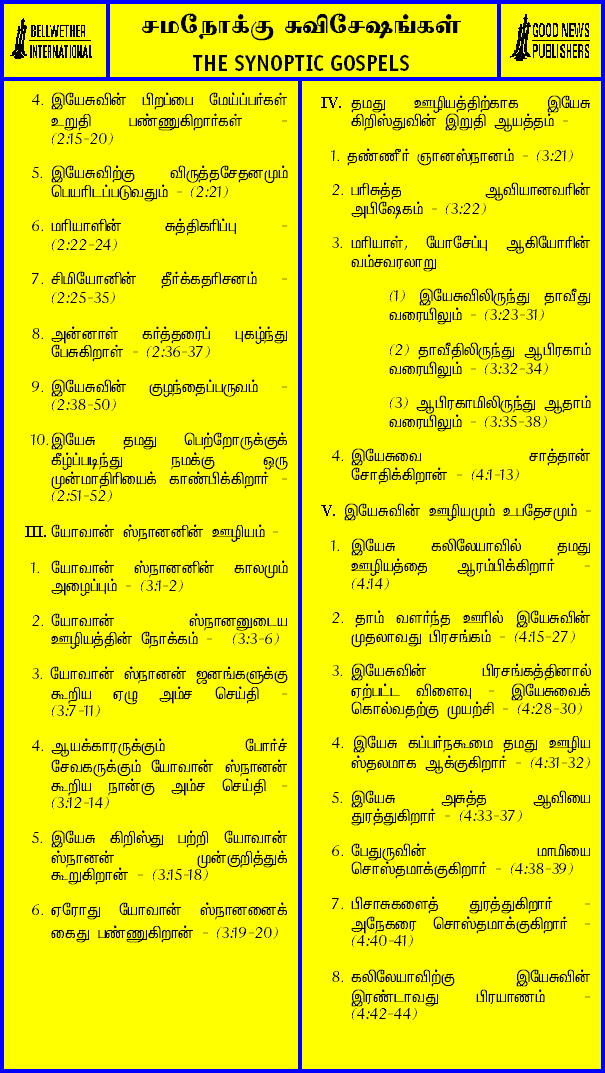 BELLWETHER
INTERNATIONAL
சமநோக்கு சுவிசேஷங்கள்
THE SYNOPTIC GOSPELS
GOOD NEWS
PUBLISHERS
4. இயேசுவின் பிறப்பை மேய்ப்பர்கள்
உறுதி பண்ணுகிறார்கள் -
(2:15-20)
5. இயேசுவிற்கு விருத்தசேதனமும்
பெயரிடப்படுவதும் - (2:21)
6. மரியாளின் சுத்திகரிப்பு -
(2:22-24)
7. சிமியோனின் தீர்க்கதரிசனம் -
(2:25-35)
8. அன்னாள் கர்த்தரைப் புகழ்ந்து
பேசுகிறாள் - (2:36-37)
9. இயேசுவின் குழந்தைப்பருவம் -
(2:38-50)
10. இயேசு தமது பெற்றோருக்குக்
கீழ்ப்படிந்து நமக்கு ஒரு
முன்மாதிரியைக் காண்பிக்கிறார் -
(2:51-52)
III. யோவான் ஸ்நானனின் ஊழியம் -
1. யோவான் ஸ்நானனின் காலமும்
அழைப்பும் - (3:1-2)
2. யோவான் ஸ்நானனுடைய
ஊழியத்தின் நோக்கம் - (3:3-6)
3. யோவான் ஸ்நானன் ஜனங்களுக்கு
கூறிய ஏழு அம்ச செய்தி -
(3:7-11)
4. ஆயக்காரருக்கும் போர்ச்
சேவகருக்கும் யோவான் ஸ்நானன்
கூறிய நான்கு அம்ச செய்தி -
(3:12-14)
5. இயேசு கிறிஸ்து பற்றி யோவான்
ஸ்நானன் முன்குறித்துக்
கூறுகிறான் - (3:15-18)
6. ஏரோது யோவான் ஸ்நானனைக்
கைது பண்ணுகிறான் - (3:19-20)
IV. தமது ஊழியத்திற்காக இயேசு
கிறிஸ்துவின் இறுதி ஆயத்தம் -
1. தண்ணீர் ஞானஸ்நானம் - (3:21)
2. பரிசுத்த ஆவியானவரின்
அபிஷேகம் - (3:22)
3. மரியாள், யோசேப்பு ஆகியோரின்
வம்சவரலாறு
(1) இயேசுவிலிருந்து தாவீது
வரையிலும் - (3:23-31)
(2) தாவீதிலிருந்து ஆபிரகாம்
வரையிலும் - (3:32-34)
(3) ஆபிரகாமிலிருந்து ஆதாம்
வரையிலும் - (3:35-38)
4. இயேசுவை சாத்தான்
சோதிக்கிறான் - (4:1-13)
V. இயேசுவின் ஊழியமும் உபதேசமும் -
1. இயேசு கலிலேயாவில் தமது
ஊழியத்தை ஆரம்பிக்கிறார் -
(4:14)
2. தாம் வளர்ந்த ஊரில் இயேசுவின்
முதலாவது பிரசங்கம் - (4:15-27)
3. இயேசுவின் பிரசங்கத்தினால்
ஏற்பட்ட விளைவு - இயேசுவைக்
கொல்வதற்கு முயற்சி - (4:28-30)
4. இயேசு கப்பர்நகூமை தமது ஊழிய
ஸ்தலமாக ஆக்குகிறார் - (4:31-32)
5. இயேசு அசுத்த ஆவியை
துரத்துகிறார் - (4:33-37)
6. பேதுருவின் மாமியை
சொஸ்தமாக்குகிறார் - (4:38-39)
7. பிசாசுகளைத் துரத்துகிறார் -
அநேகரை சொஸ்தமாக்குகிறார் -
(4:40-41)
8. கலிலேயாவிற்கு இயேசுவின்
இரண்டாவது பிரயாணம் -
(4:42-44)